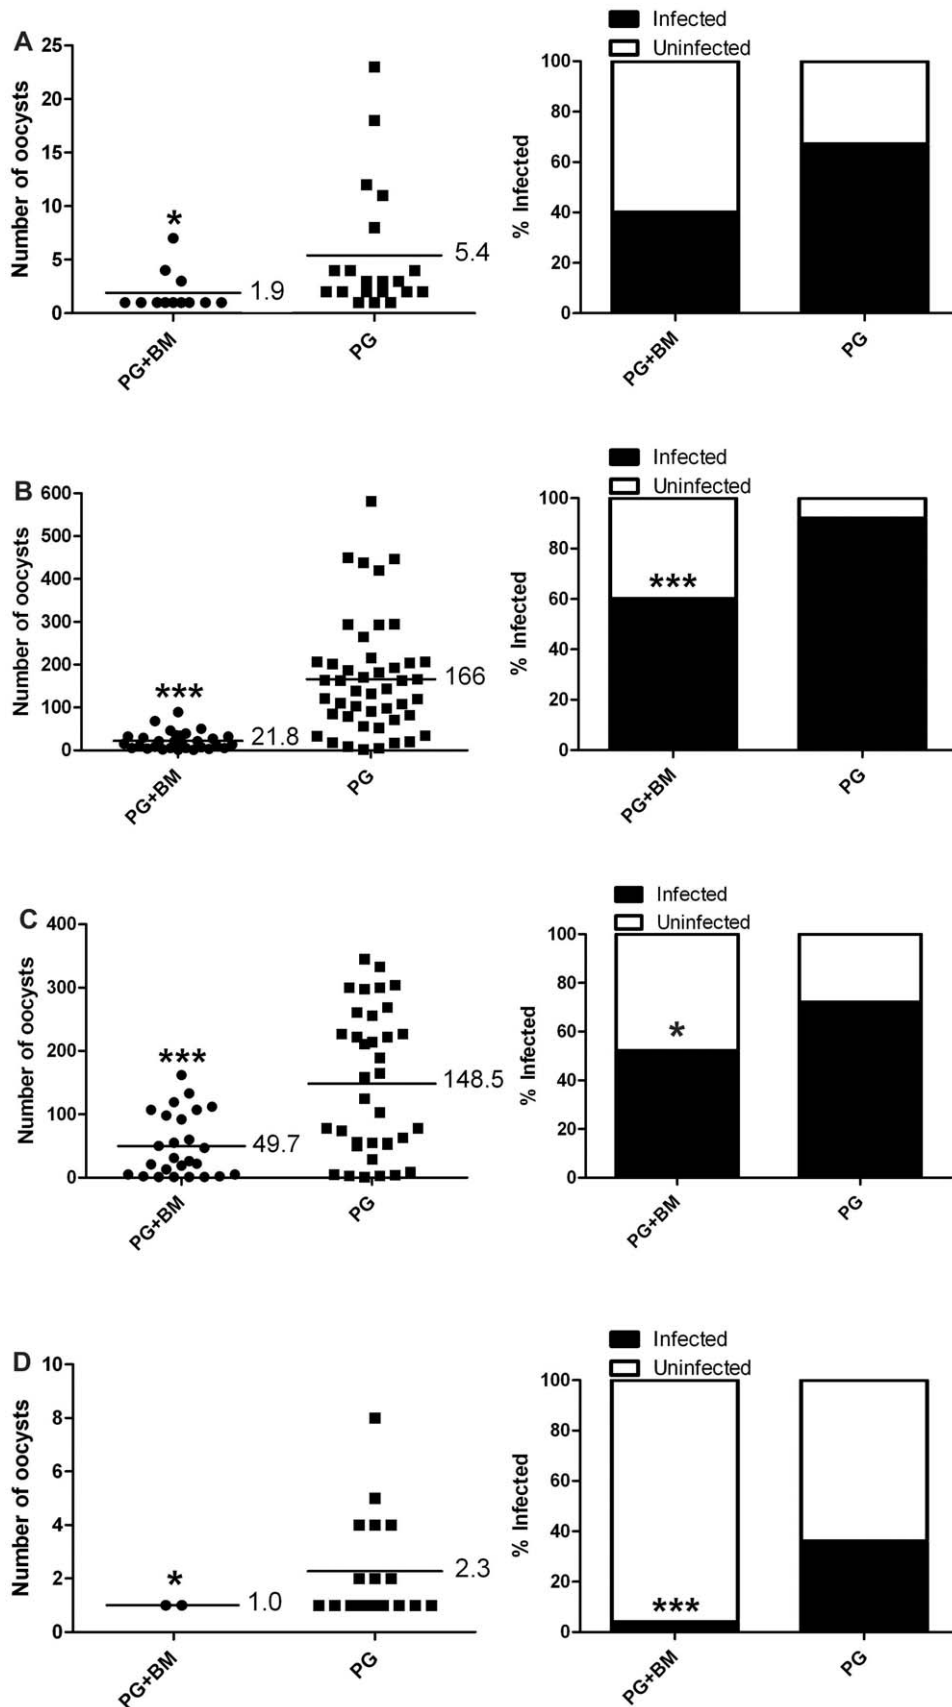 A
Number of oocysts
25
20
15
10
5
0
*
1.9
5.4
PG+BM
PG
Infected
Uninfected
% Infected
100
80
60
40
20
0
PG+BM
PG
B
Number of oocysts
600
500
400
300
200
100
0
***
21.8
166
PG+BM
PG
Infected
Uninfected
% Infected
100
80
60
40
20
0
***
PG+BM
PG
C
Number of oocysts
400
300
200
100
0
***
49.7
148.5
PG+BM
PG
Infected
Uninfected
% Infected
100
80
60
40
20
0
*
PG+BM
PG
D
Number of oocysts
10
8
6
4
2
0
*
1.0
2.3
PG+BM
PG
Infected
Uninfected
% Infected
100
80
60
40
20
0
***
PG+BM
PG